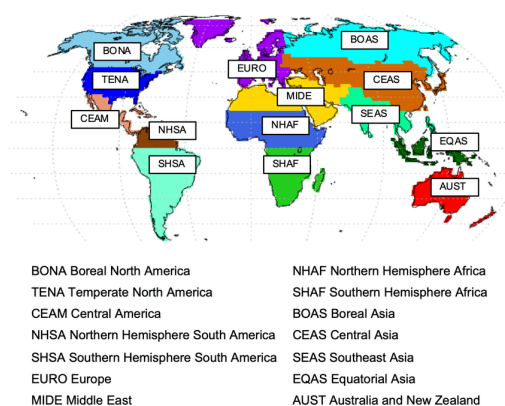 BONA
BOAS
EURO
TENA
CEAS
MIDE
SEAS
CEAM
NHSA
NHAF
EQAS
SHSA
SHAF
AUST
BONA Boreal North America
TENA Temperate North America
CEAM Central America
NHSA Northern Hemisphere South America
SHSA Southern Hemisphere South America
EURO Europe
MIDE Middle East
NHAF Northern Hemisphere Africa
SHAF Southern Hemisphere Africa
BOAS Boreal Asia
CEAS Central Asia
SEAS Southeast Asia
EQAS Equatorial Asia
AUST Australia and New Zealand